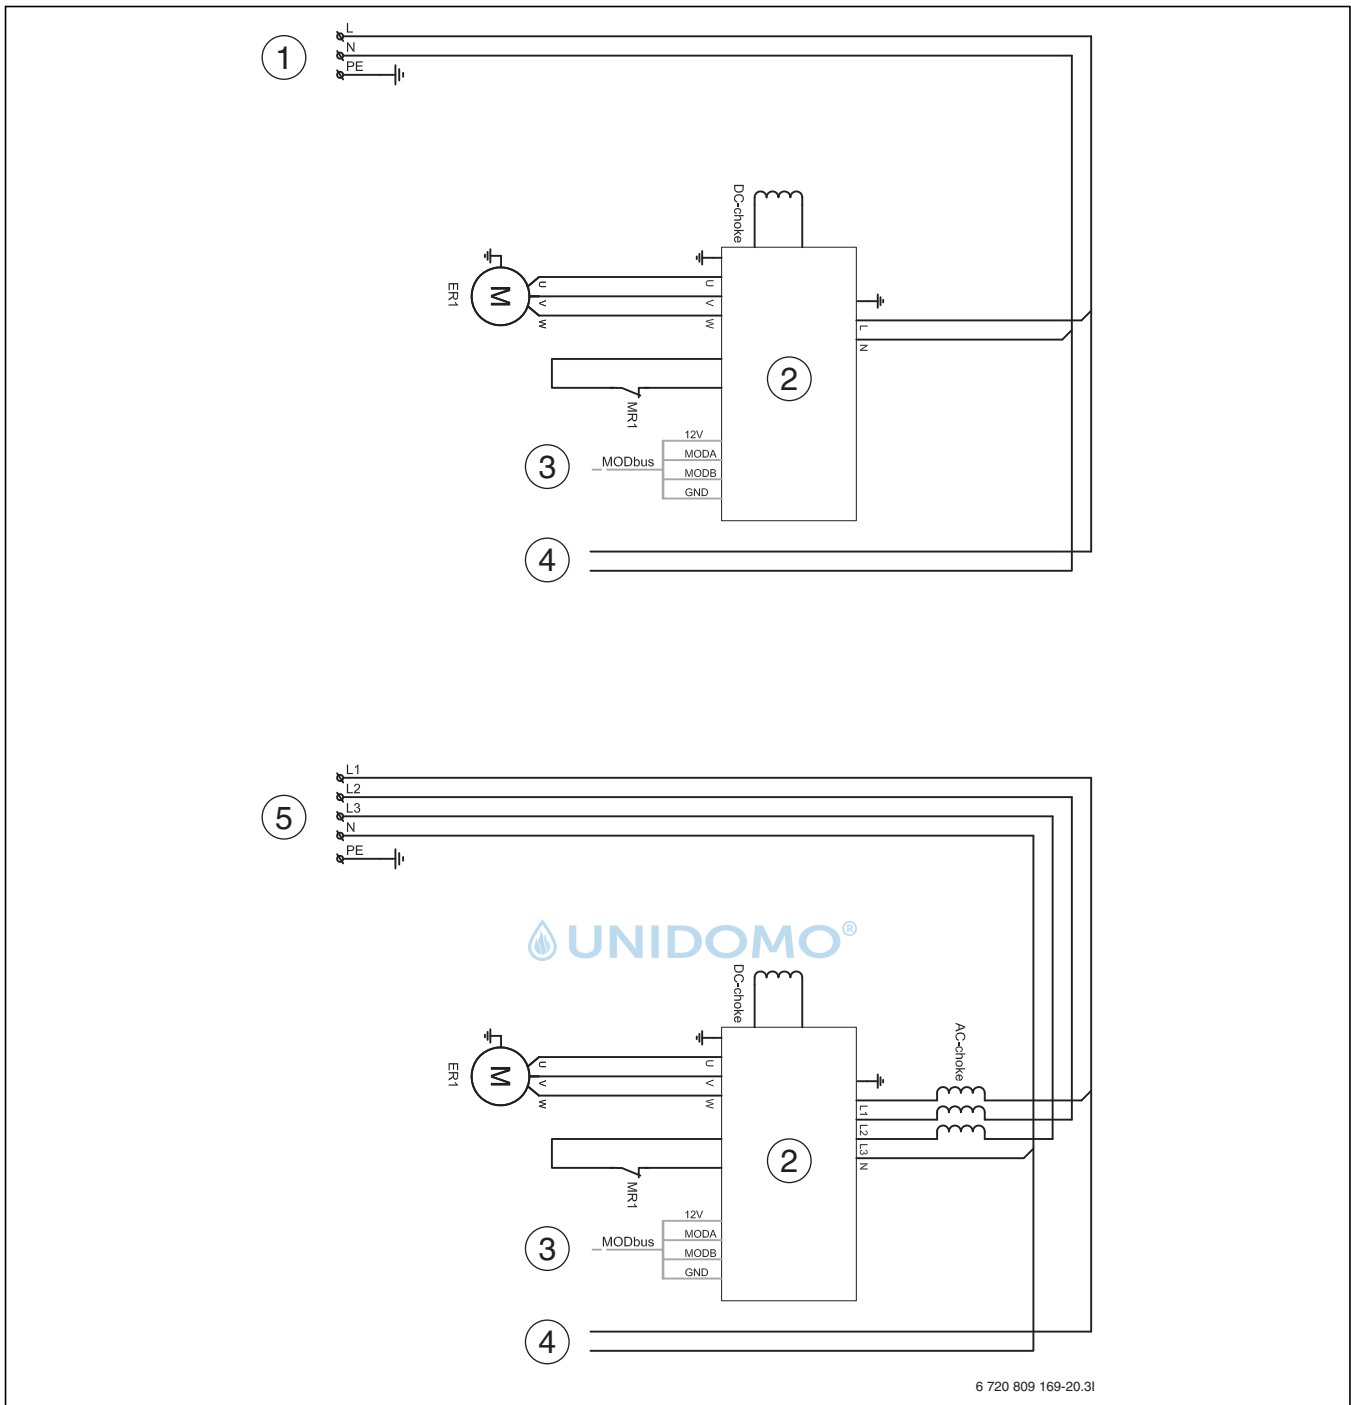 L
N
PE
1
DC-choke
ER1
M
U
V
W
U
V
W
L
N
2
MR1
12V
MODA
MODB
GND
MODbus
3
4
L1
L2
L3
N
PE
5
UNIDOMO®
DC-choke
AC-choke
ER1
M
U
V
W
U
V
W
L1
L2
L3
N
2
MR1
12V
MODA
MODB
GND
MODbus
3
4
6 720 809 169-20.3I